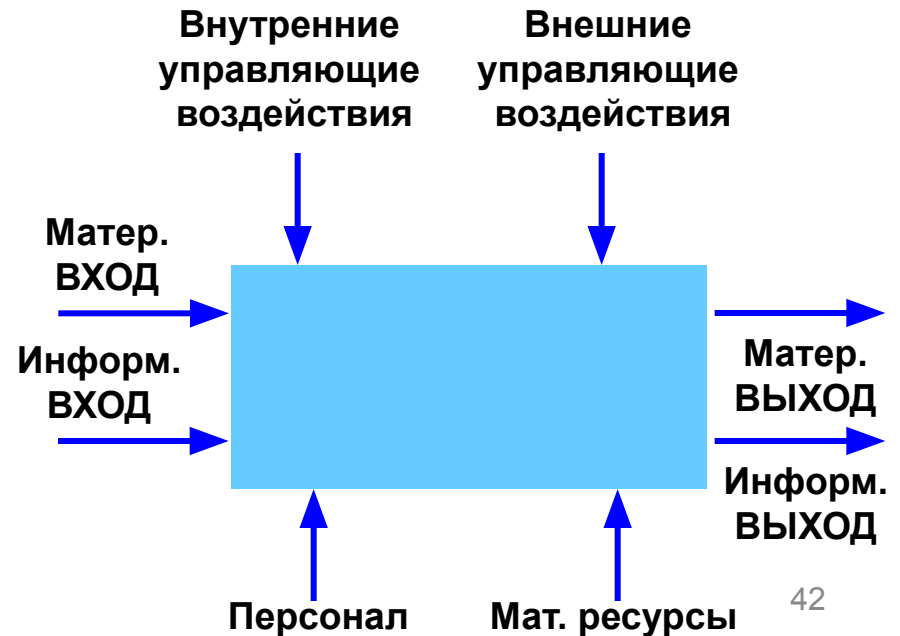 Внутренние
управляющие
воздействия
Внешние
управляющие
воздействия
Матер.
ВХОД
Информ.
ВХОД
Матер.
ВЫХОД
Информ.
ВЫХОД
Персонал
Мат. ресурсы
42